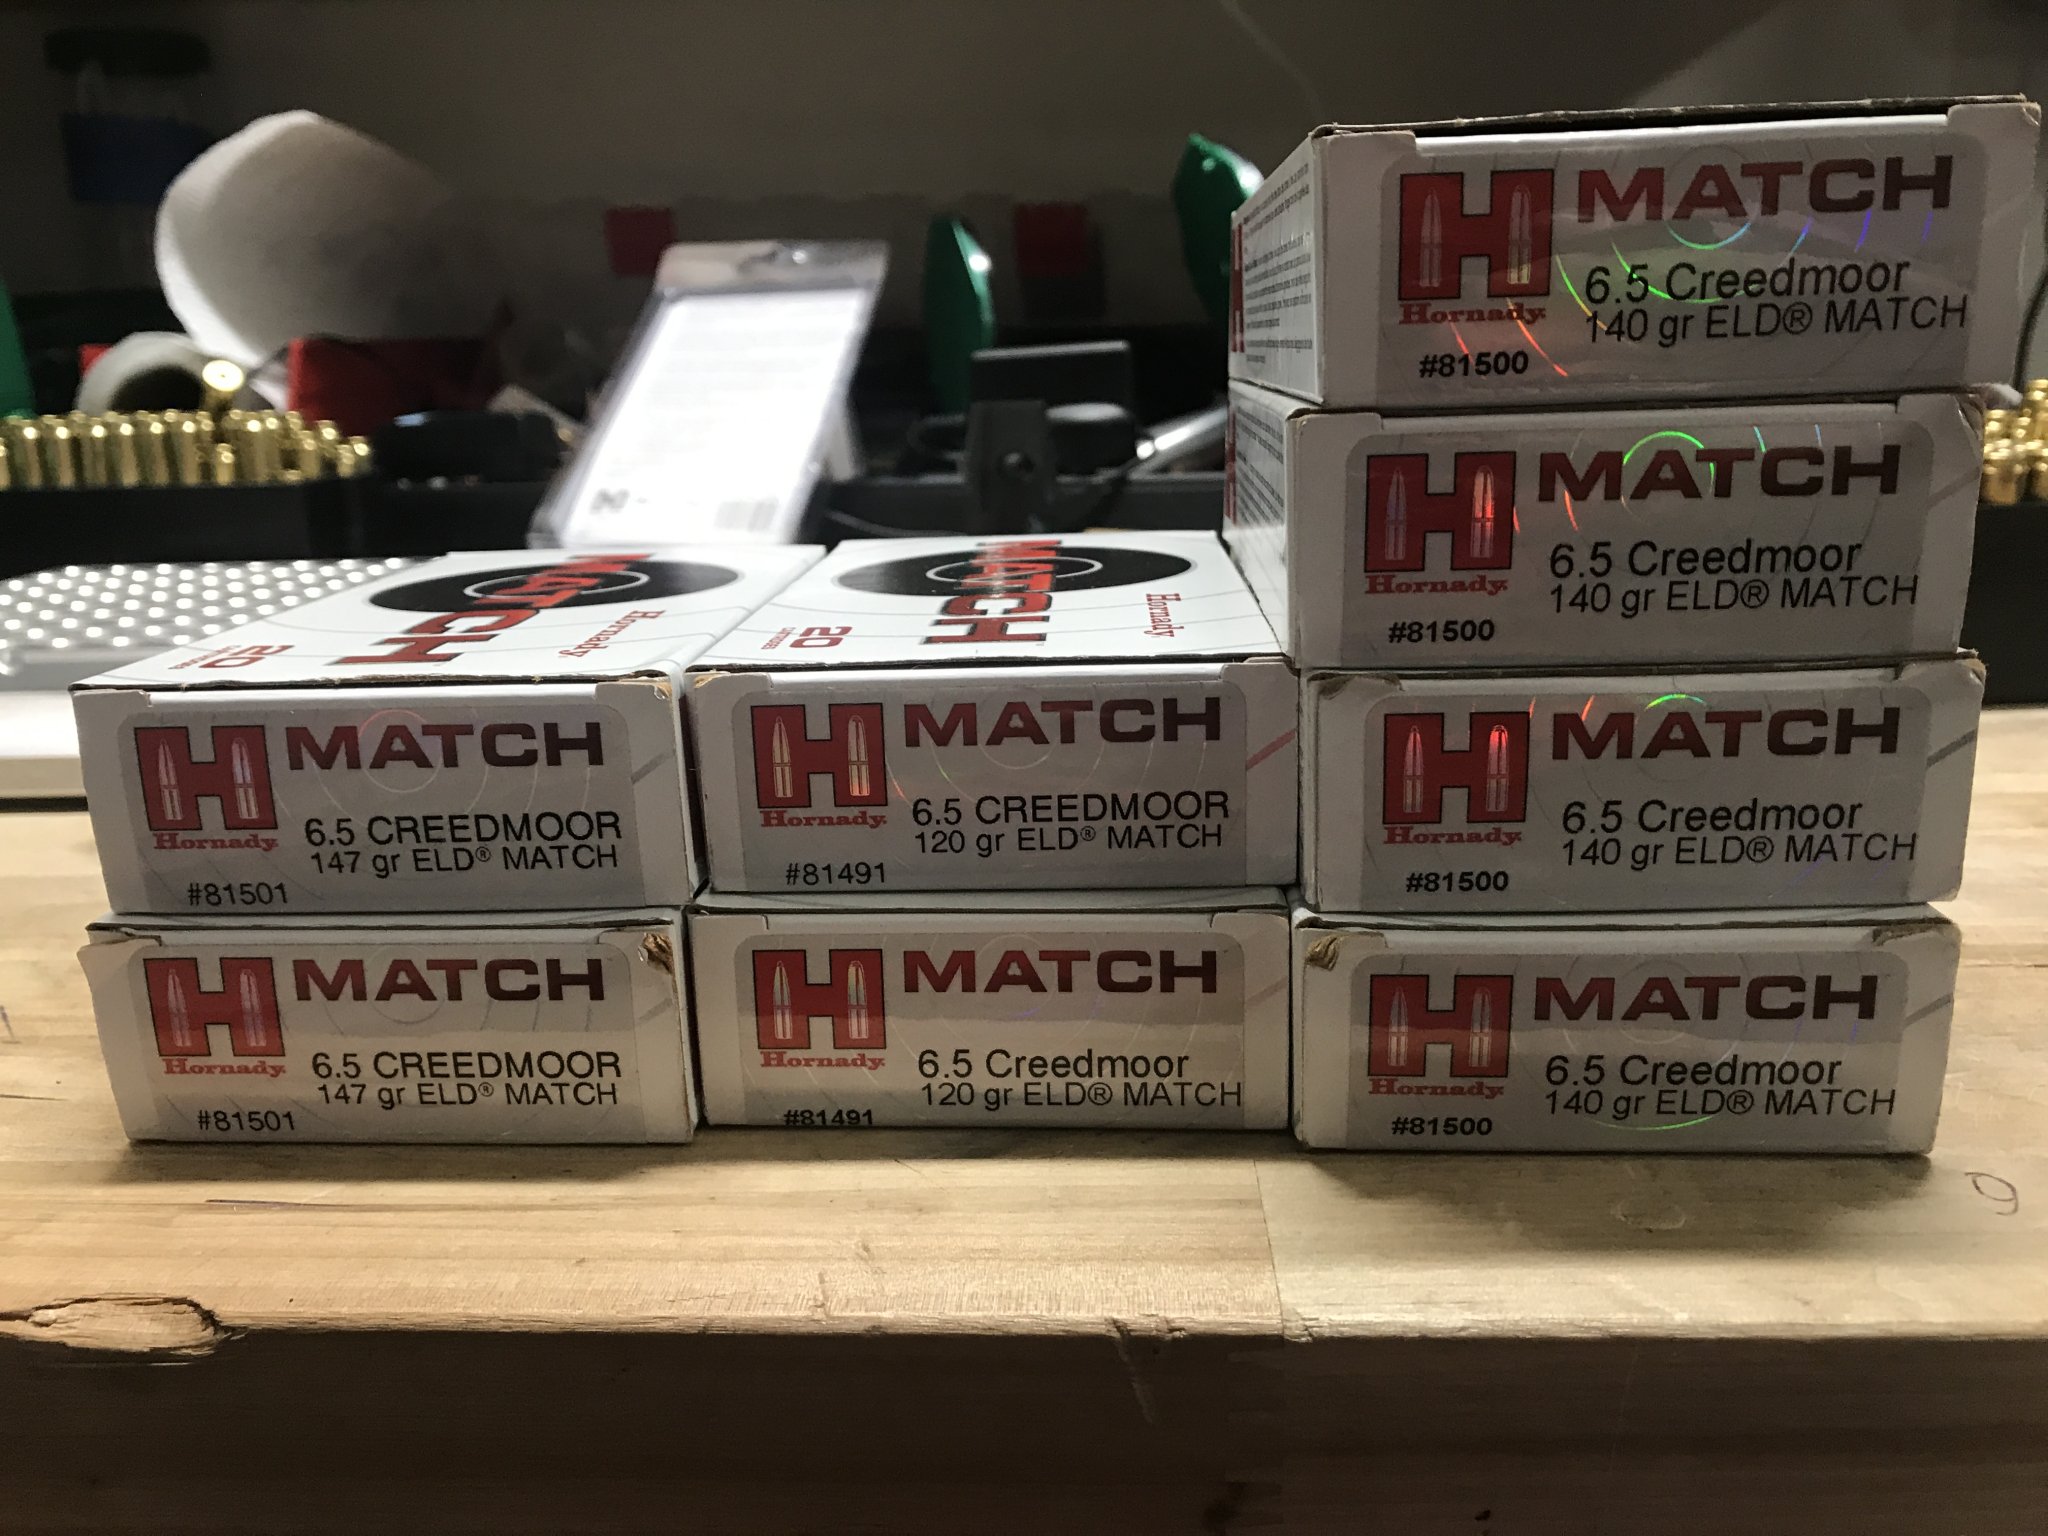 MATCH
Hornady
6.5 Creedmoor
140 gr ELD® MATCH
#81500
MATCH
Hornady
6.5 Creedmoor
140 gr ELD® MATCH
#81500
MATCH
Hornady
20
MATCH
Hornady
20
MATCH
Hornady
6.5 CREEDMOOR
147 gr ELD® MATCH
#81501
MATCH
Hornady
6.5 CREEDMOOR
120 gr ELD® MATCH
#81491
MATCH
Hornady
6.5 Creedmoor
140 gr ELD® MATCH
#81500
MATCH
Hornady
6.5 CREEDMOOR
147 gr ELD® MATCH
#81501
MATCH
Hornady
6.5 Creedmoor
120 gr ELD® MATCH
#81491
MATCH
Hornady
6.5 Creedmoor
140 gr ELD® MATCH
#81500